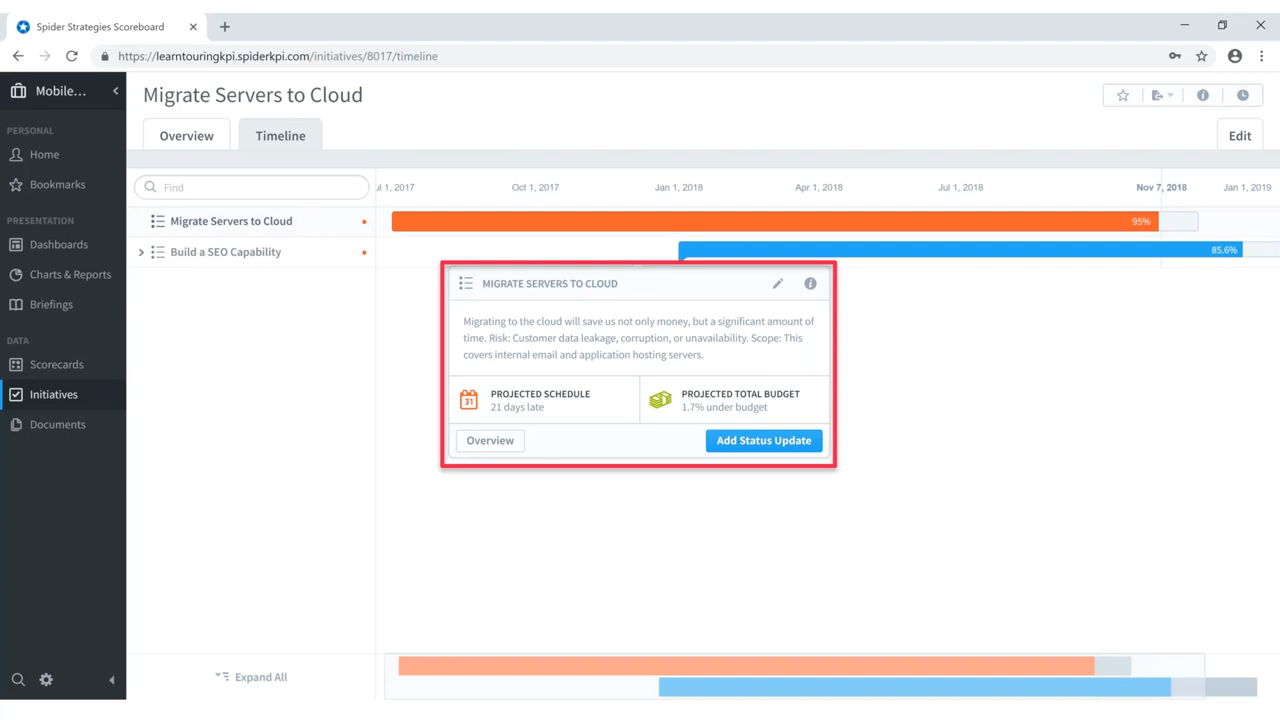 Spider Strategies Scoreboard
https://learntouringkpi.spiderkpi.com/initiatives/8017/timeline
Mobile...
Migrate Servers to Cloud
PERSONAL
Home
Bookmarks
PRESENTATION
Dashboards
Charts & Reports
Briefings
DATA
Scorecards
Initiatives
Documents
Overview
Timeline
Edit
Find
ul 1, 2017
Oct 1, 2017
Jan 1, 2018
Apr 1, 2018
Jul 1, 2018
Nov 7, 2018
Jan 1, 2019
Migrate Servers to Cloud
95%
Build a SEO Capability
85.6%
MIGRATE SERVERS TO CLOUD
Migrating to the cloud will save us not only money, but a significant amount of
time. Risk: Customer data leakage, corruption, or unavailability. Scope: This
covers internal email and application hosting servers.
31
PROJECTED SCHEDULE
21 days late
PROJECTED TOTAL BUDGET
1.7% under budget
Overview
Add Status Update
Expand All